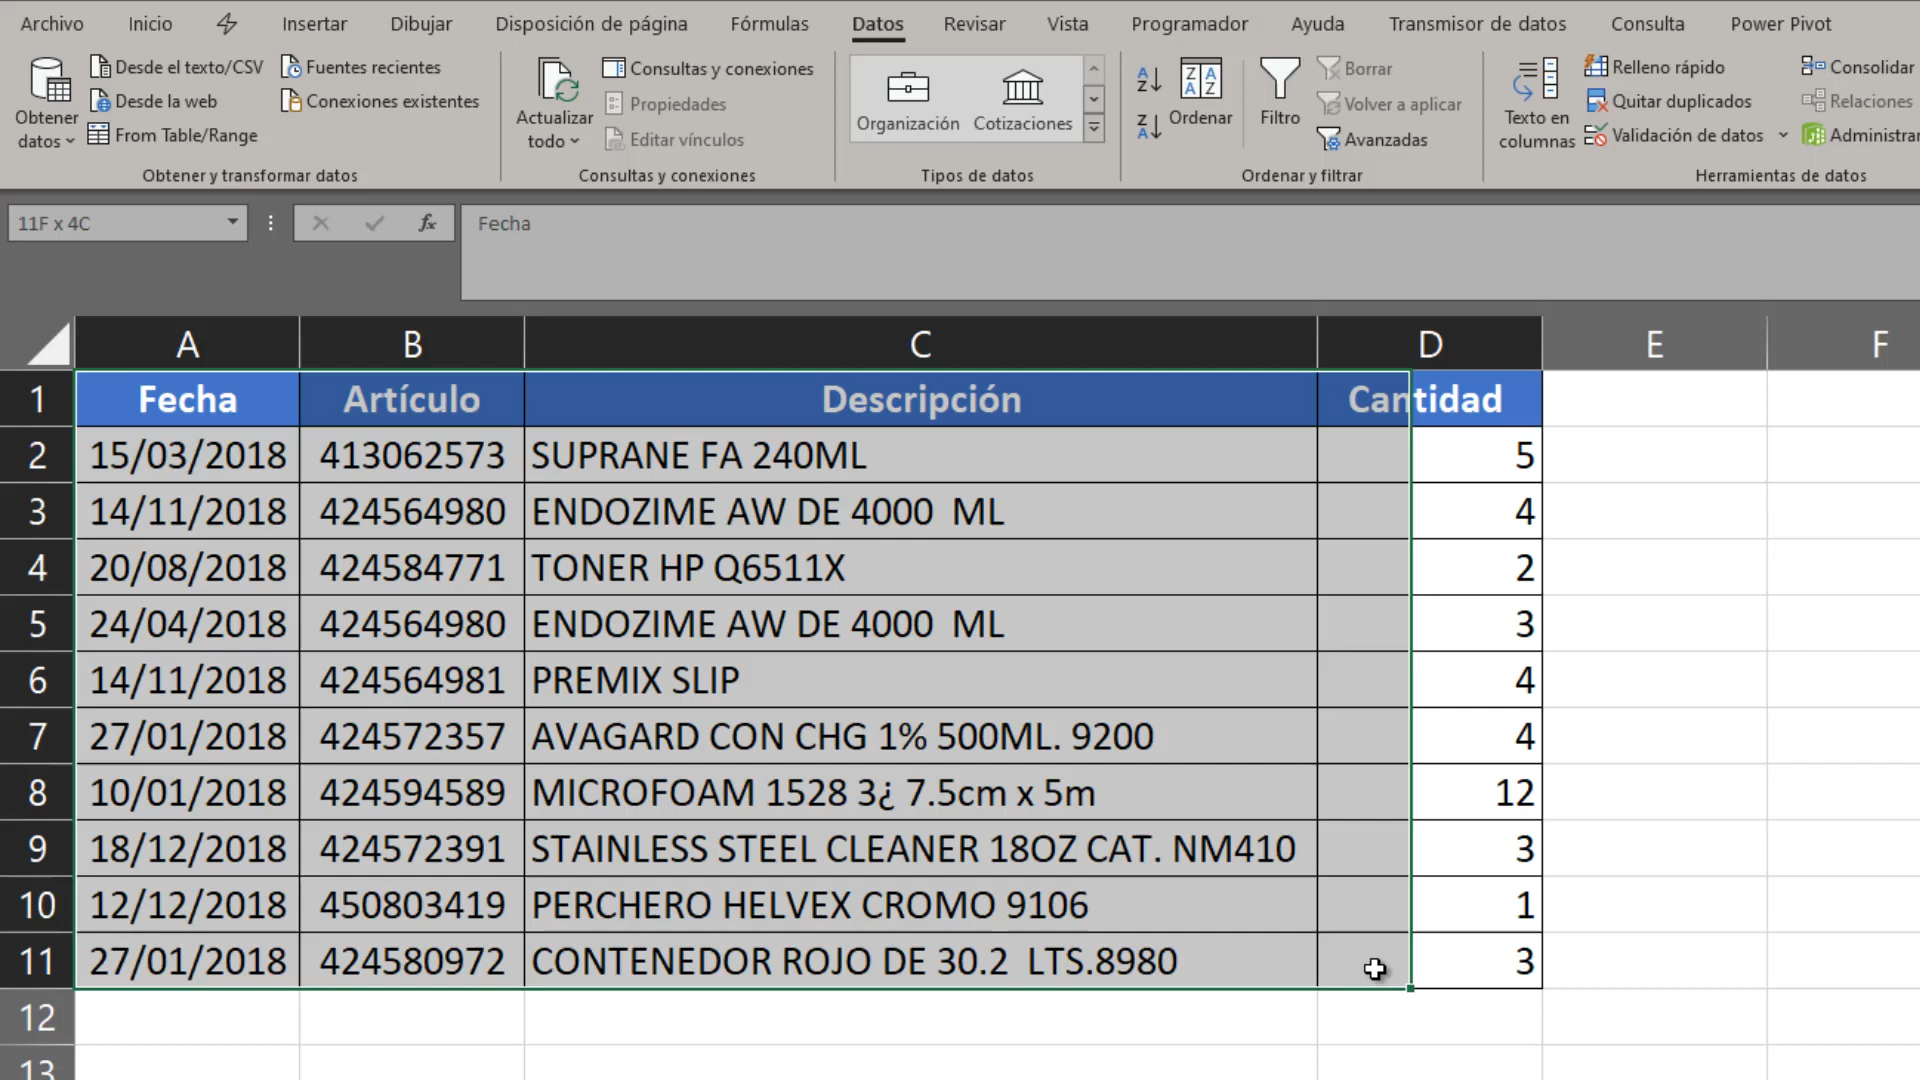 Archivo Inicio Insertar Dibujar Disposición de página Fórmulas Datos Revisar Vista Programador Ayuda Transmisor de datos Consulta Power Pivot
Obtener datos
Desde el texto/CSV
Desde la web
From Table/Range
Fuentes recientes
Conexiones existentes
Obtener y transformar datos
Actualizar todo
Consultas y conexiones
Propiedades
Editar vínculos
Consultas y conexiones
Organización Cotizaciones
Tipos de datos
Ordenar
Filtro
Borrar
Volver a aplicar
Avanzadas
Ordenar y filtrar
Texto en columnas
Relleno rápido
Quitar duplicados
Validación de datos
Consolidar
Relaciones
Administrar
Herramientas de datos
11F x 4C fx Fecha
A B C D E F
1 Fecha Artículo Descripción Cantidad
2 15/03/2018 413062573 SUPRANE FA 240ML 5
3 14/11/2018 424564980 ENDOZIME AW DE 4000  ML 4
4 20/08/2018 424584771 TONER HP Q6511X 2
5 24/04/2018 424564980 ENDOZIME AW DE 4000  ML 3
6 14/11/2018 424564981 PREMIX SLIP 4
7 27/01/2018 424572357 AVAGARD CON CHG 1% 500ML. 9200 4
8 10/01/2018 424594589 MICROFOAM 1528 3¿ 7.5cm x 5m 12
9 18/12/2018 424572391 STAINLESS STEEL CLEANER 18OZ CAT. NM410 3
10 12/12/2018 450803419 PERCHERO HELVEX CROMO 9106 1
11 27/01/2018 424580972 CONTENEDOR ROJO DE 30.2  LTS.8980 3
12
13